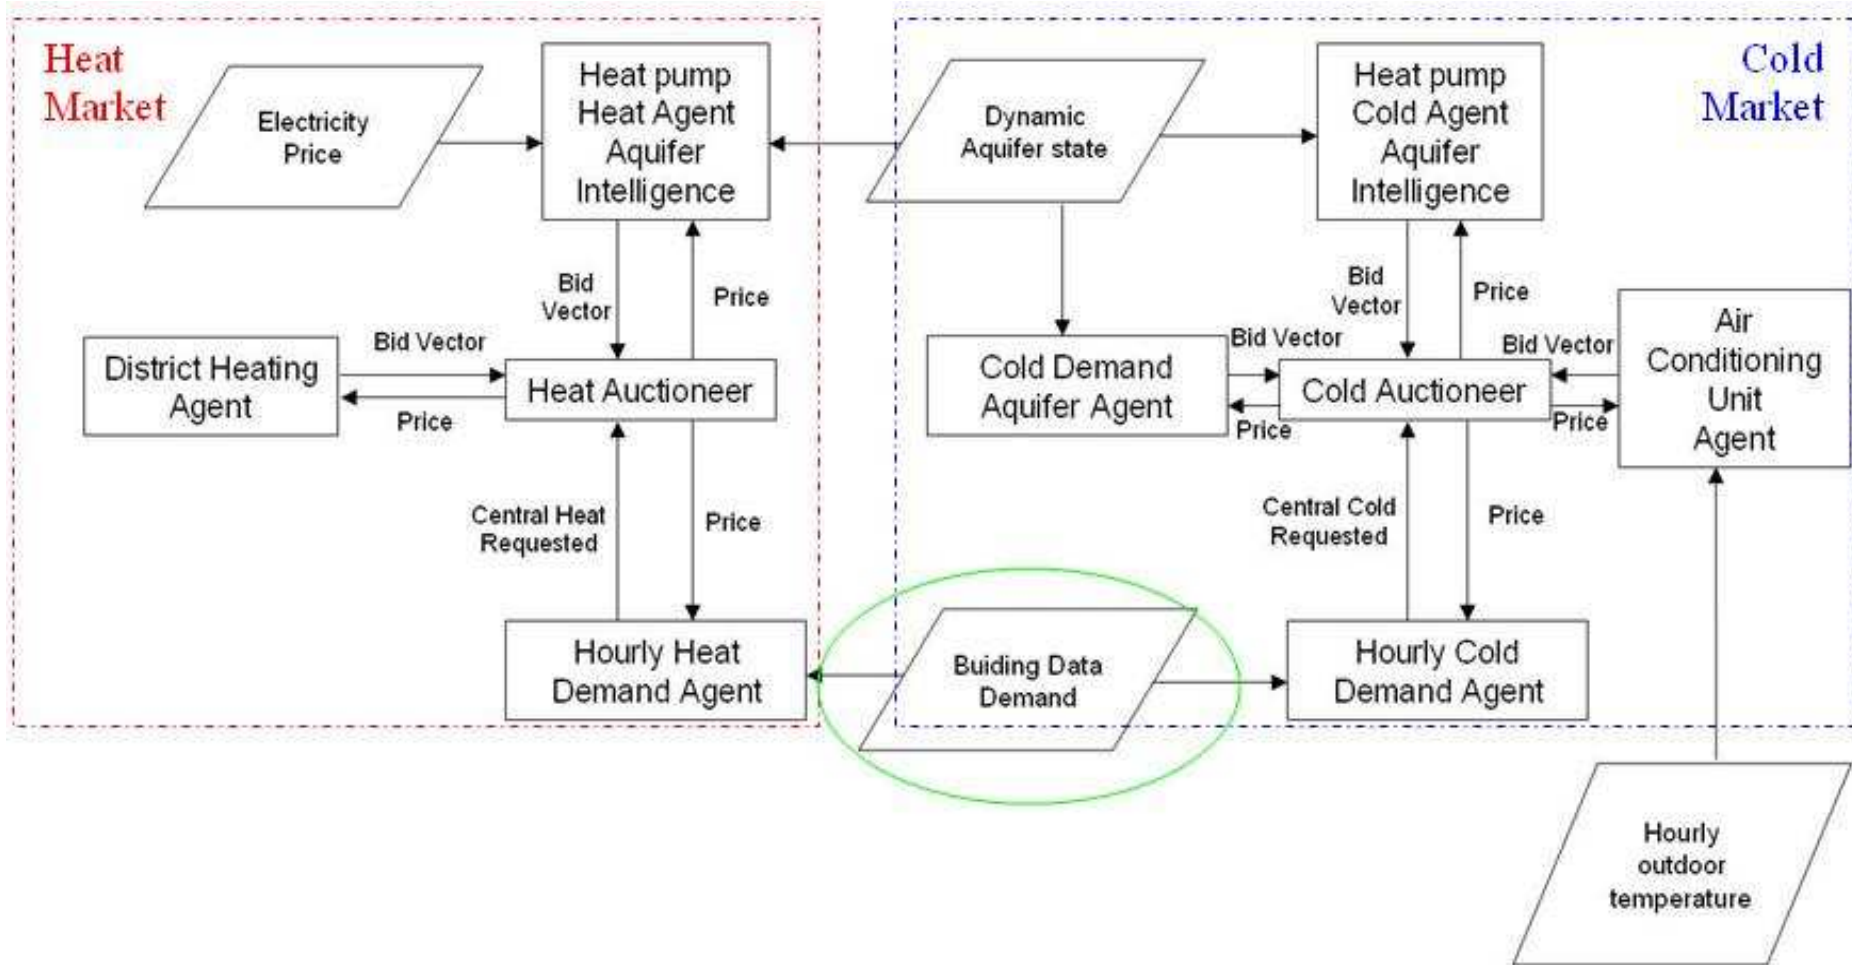 Heat
Market
Cold
Market
Electricity
Price
Heat pump
Heat Agent
Aquifer
Intelligence
Dynamic
Aquifer state
Heat pump
Cold Agent
Aquifer
Intelligence
Bid
Vector
Price
Bid
Vector
Price
District Heating
Agent
Bid Vector
Price
Heat Auctioneer
Cold Demand
Aquifer Agent
Bid Vector
Price
Cold Auctioneer
Bid Vector
Price
Air
Conditioning
Unit
Agent
Central Heat
Requested
Price
Central Cold
Requested
Price
Hourly Heat
Demand Agent
Buiding Data
Demand
Hourly Cold
Demand Agent
Hourly
outdoor
temperature